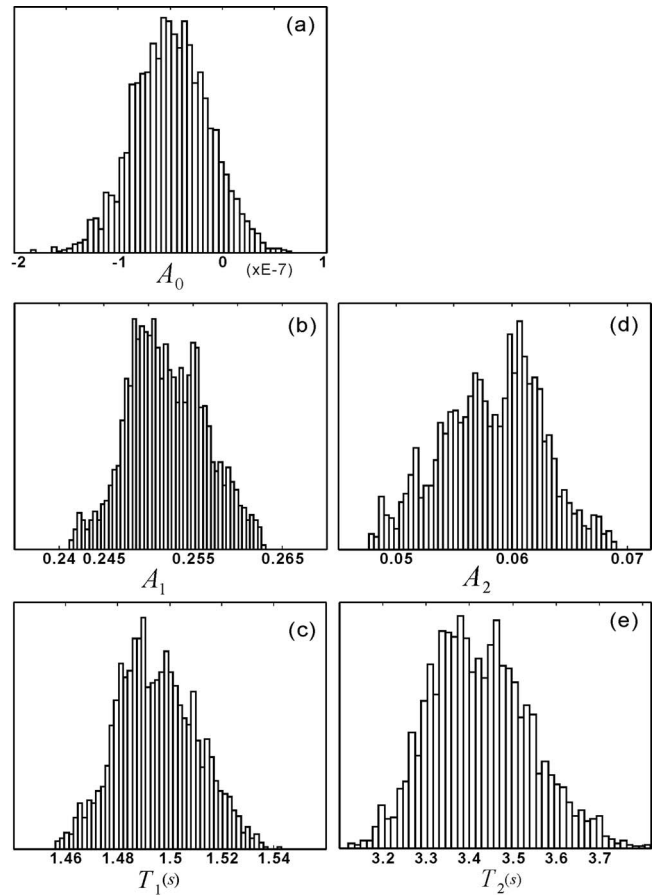 (a)
-2 -1 0 1
(xE-7)
A0
(b)
0.24 0.245 0.255 0.265
A1
(d)
0.05 0.06 0.07
A2
(c)
1.46 1.48 1.5 1.52 1.54
T1(s)
(e)
3.2 3.3 3.4 3.5 3.6 3.7
T2(s)